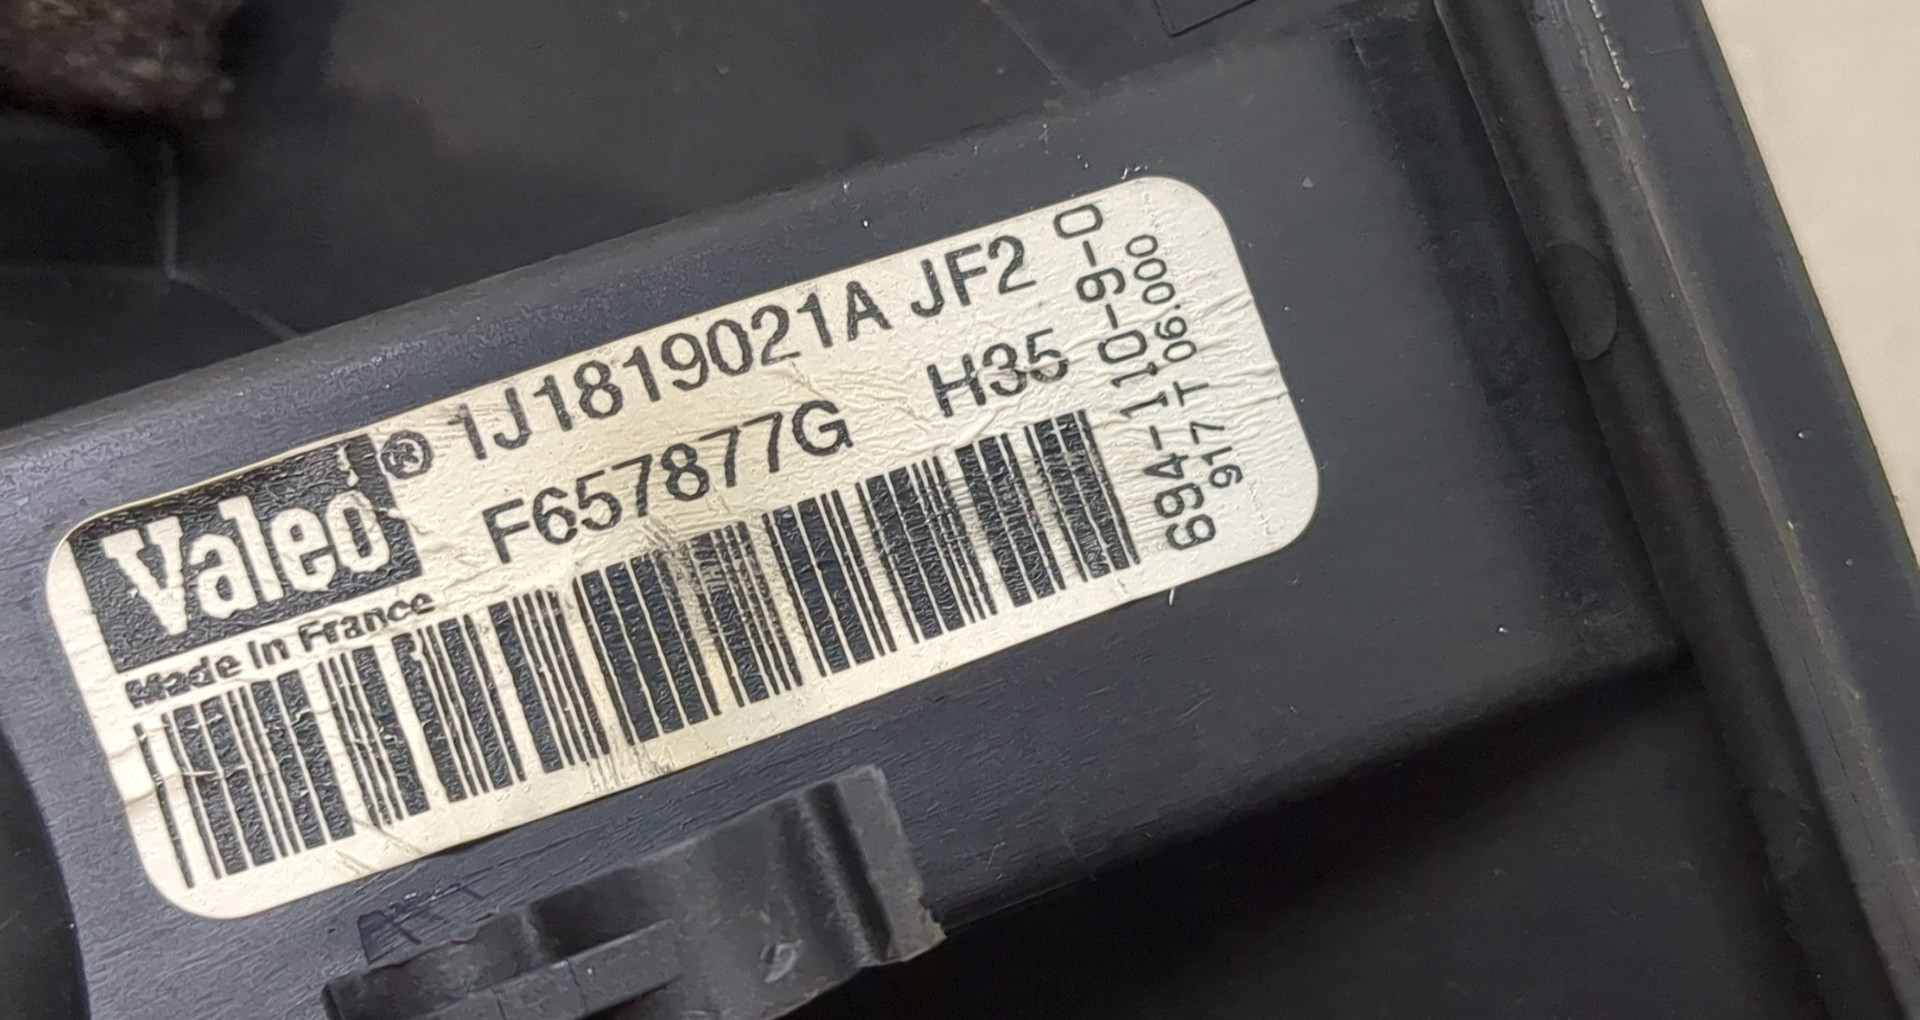 Valeo® 1J1819021A JF2
F657877G H35
Made In France
694-110-9-0
917 T 06.000